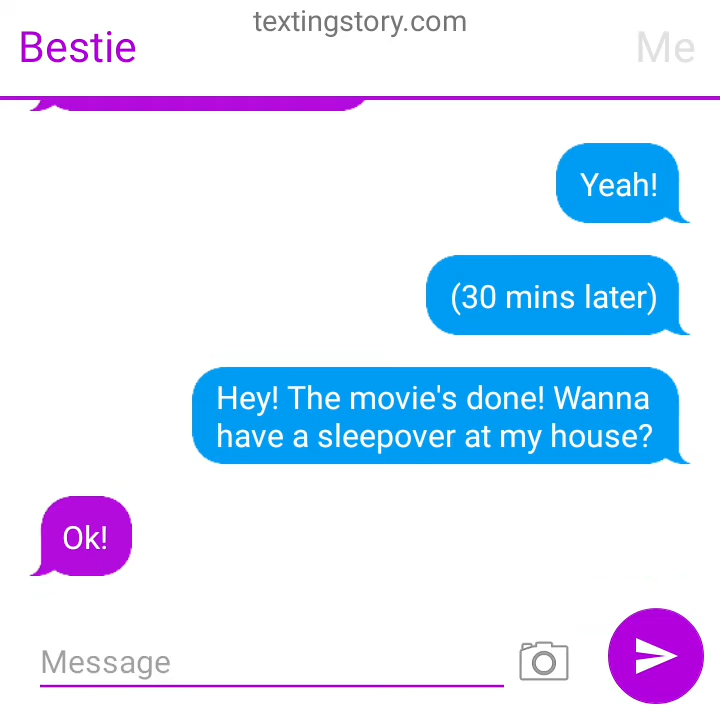 textingstory.com
Bestie
Me
Yeah!
(30 mins later)
Hey! The movie's done! Wanna
have a sleepover at my house?
Ok!
Message